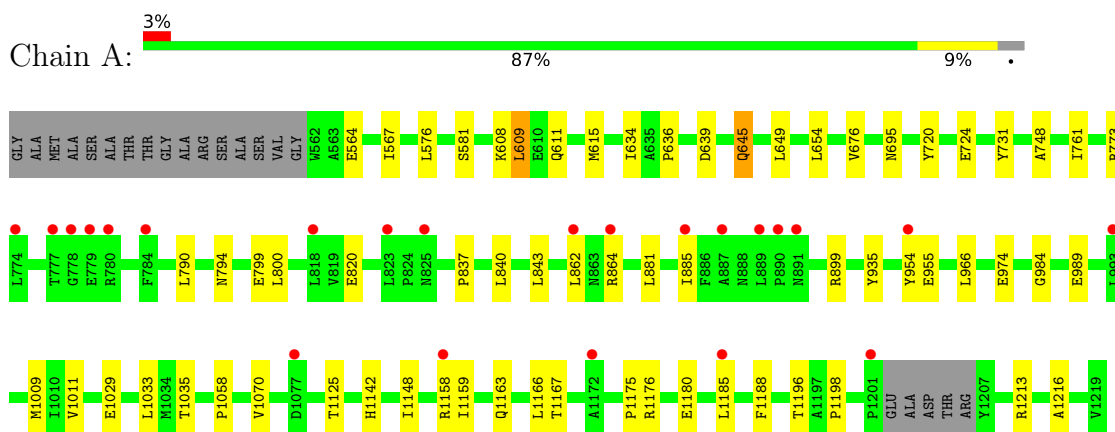 3%
Chain A:
87% 9% •
GLY ALA MET ALA SER ALA THR THR GLY ALA ARG SER ALA SER VAL GLY W562 A563 E564 I567 L576 S581 K608 L609 E610 Q611 M615 I634 A635 P636 D639 Q645 L649 L654 V676 N695 Y720 E724 Y731 A748 I761
L774 T777 G778 E779 R780 F784 L790 N794 E799 L800 L818 V819 E820 L823 P824 N825 P837 L840 L843 L862 N863 R864 L881 I885 F886 A887 N888 L889 P890 N891 R899 Y935 Y954 E955 L966 E974 G984 E989 L993
M1009 I1010 V1011 E1029 L1033 M1034 T1035 P1058 V1070 D1077 T1125 H1142 I1148 R1158 I1159 Q1163 L1166 T1167 A1172 P1175 R1176 E1180 L1185 F1188 T1196 A1197 P1198 P1201 GLU ALA ASP THR ARG Y1207 R1213 A1216 V1219